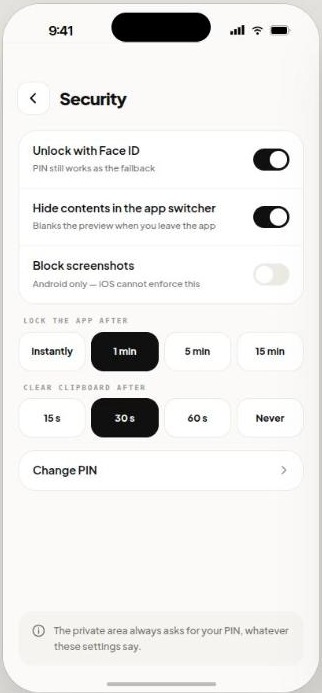 9:41
Security
Unlock with Face ID
PIN still works as the fallback
Hide contents in the app switcher
Blanks the preview when you leave the app
Block screenshots
Android only — iOS cannot enforce this
LOCK THE APP AFTER
Instantly 1 min 5 min 15 min
CLEAR CLIPBOARD AFTER
15 s 30 s 60 s Never
Change PIN
The private area always asks for your PIN, whatever
these settings say.